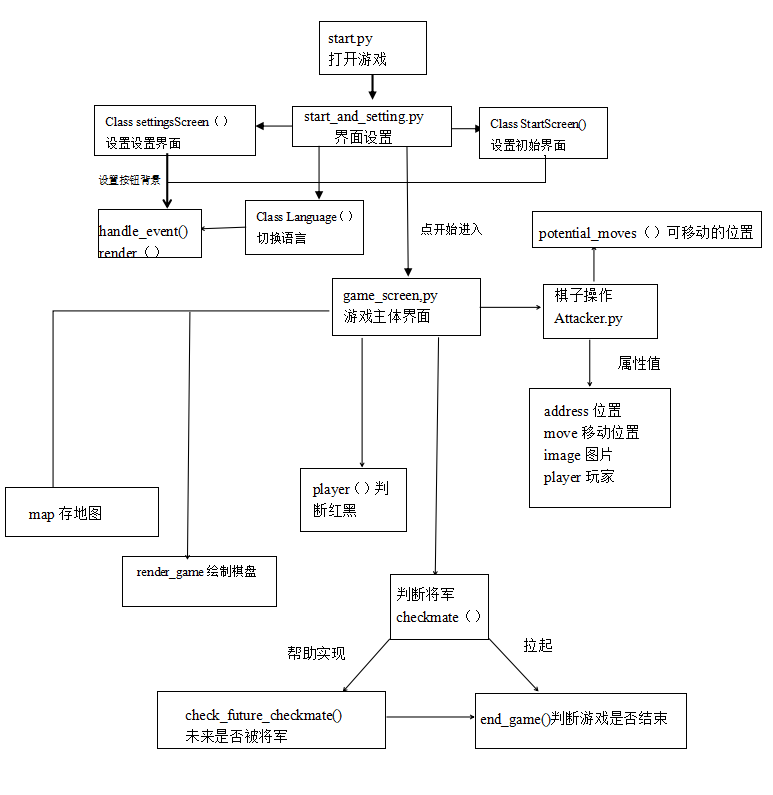 start.py
打开游戏
Class settingsScreen（）
设置设置界面
start_and_setting.py
界面设置
Class StartScreen()
设置初始界面
设置按钮背景
handle_event()
render（）
Class Language（）
切换语言
点开始进入
potential_moves（）可移动的位置
game_screen,py
游戏主体界面
棋子操作
Attacker.py
属性值
address 位置
move 移动位置
image 图片
player 玩家
map 存地图
player（）判
断红黑
render_game 绘制棋盘
判断将军
checkmate（）
帮助实现
拉起
check_future_checkmate()
未来是否被将军
end_game()判断游戏是否结束